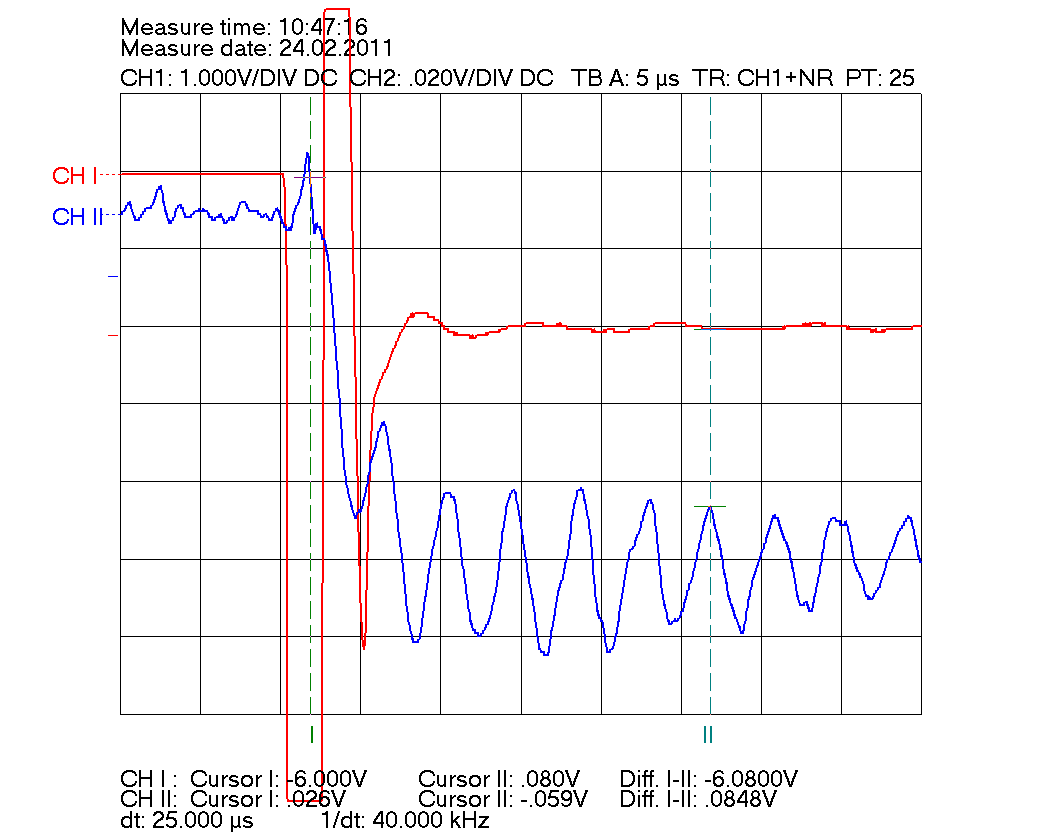 Measure time: 10:47:16
Measure date: 24.02.2011
CH1: 1.000V/DIV DC CH2: .020V/DIV DC TB A: 5 µs TR: CH1+NR PT: 25
CH I
CH II
I
II
CH I : Cursor I: -6.000V Cursor II: .080V Diff. I-II: -6.0800V
CH II: Cursor I: .026V Cursor II: -.059V Diff. I-II: .0848V
dt: 25.000 µs 1/dt: 40.000 kHz